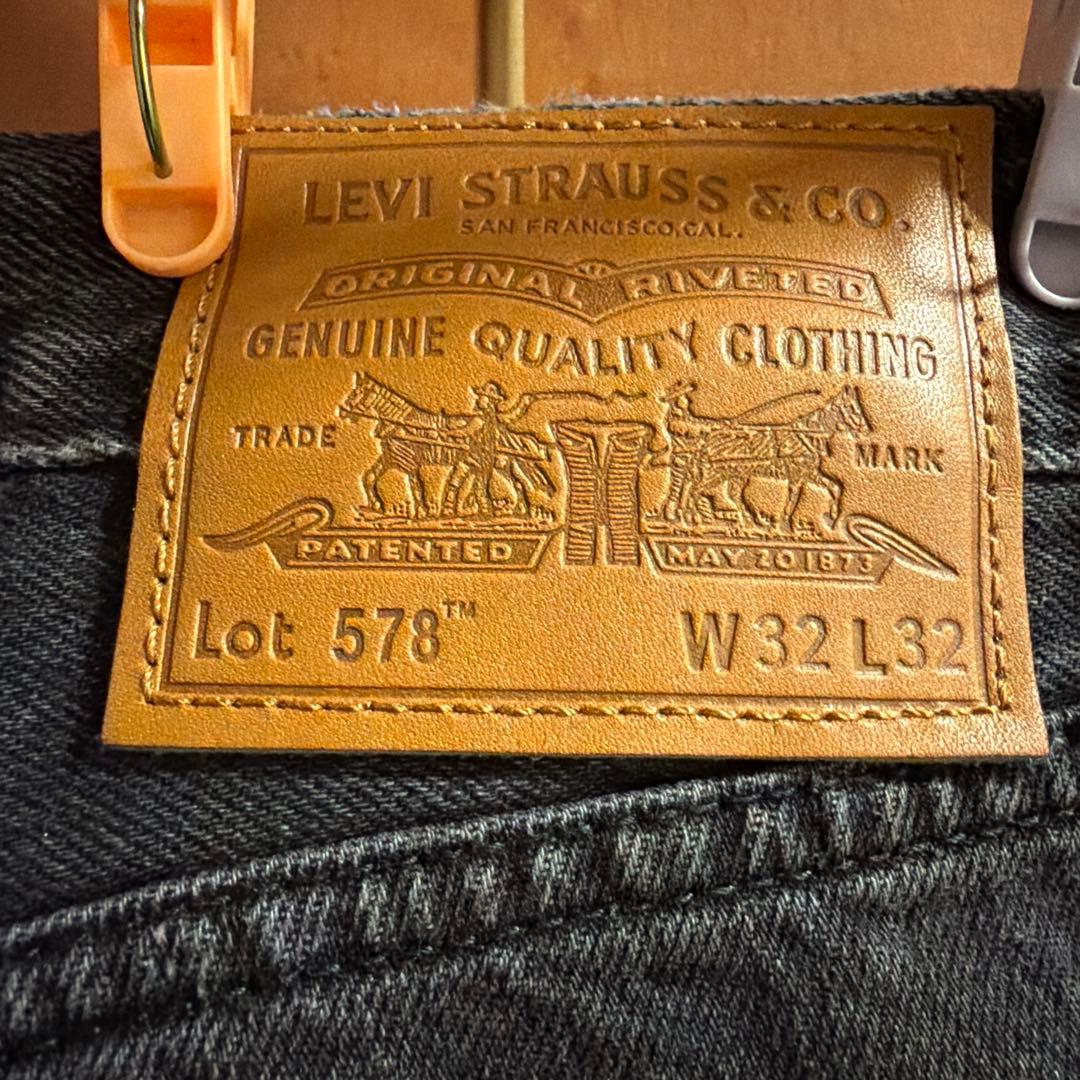 LEVI STRAUSS & CO.
SAN FRANCISCO, CAL.
ORIGINAL RIVETED
GENUINE QUALITY CLOTHING
TRADE MARK
PATENTED MAY 20 1873
Lot 578™ W32 L32